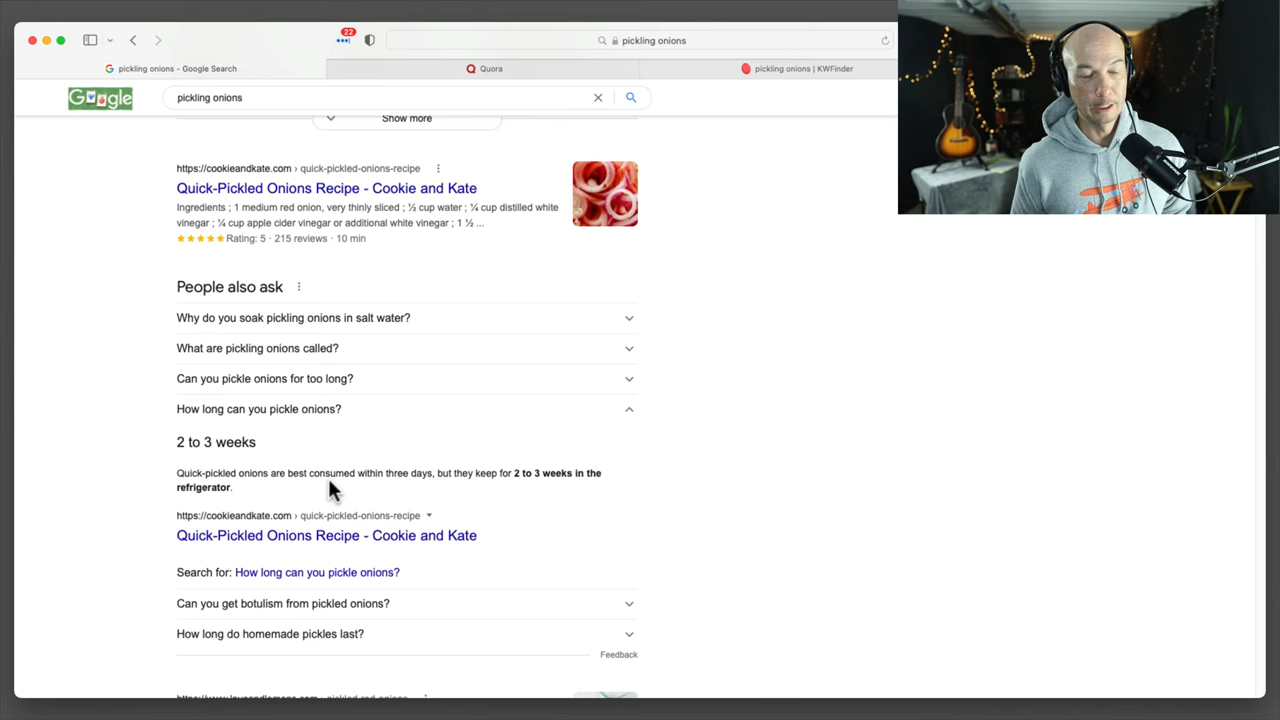 22
pickling onions
pickling onions - Google Search
Quora
pickling onions | KWFinder
Google
pickling onions
Show more
https://cookieandkate.com › quick-pickled-onions-recipe
Quick-Pickled Onions Recipe - Cookie and Kate
Ingredients ; 1 medium red onion, very thinly sliced ; ½ cup water ; ¼ cup distilled white
vinegar ; ¼ cup apple cider vinegar or additional white vinegar ; 1 ½ ...
Rating: 5 · 215 reviews · 10 min
People also ask
Why do you soak pickling onions in salt water?
What are pickling onions called?
Can you pickle onions for too long?
How long can you pickle onions?
2 to 3 weeks
Quick-pickled onions are best consumed within three days, but they keep for 2 to 3 weeks in the
refrigerator.
https://cookieandkate.com › quick-pickled-onions-recipe
Quick-Pickled Onions Recipe - Cookie and Kate
Search for: How long can you pickle onions?
Can you get botulism from pickled onions?
How long do homemade pickles last?
Feedback